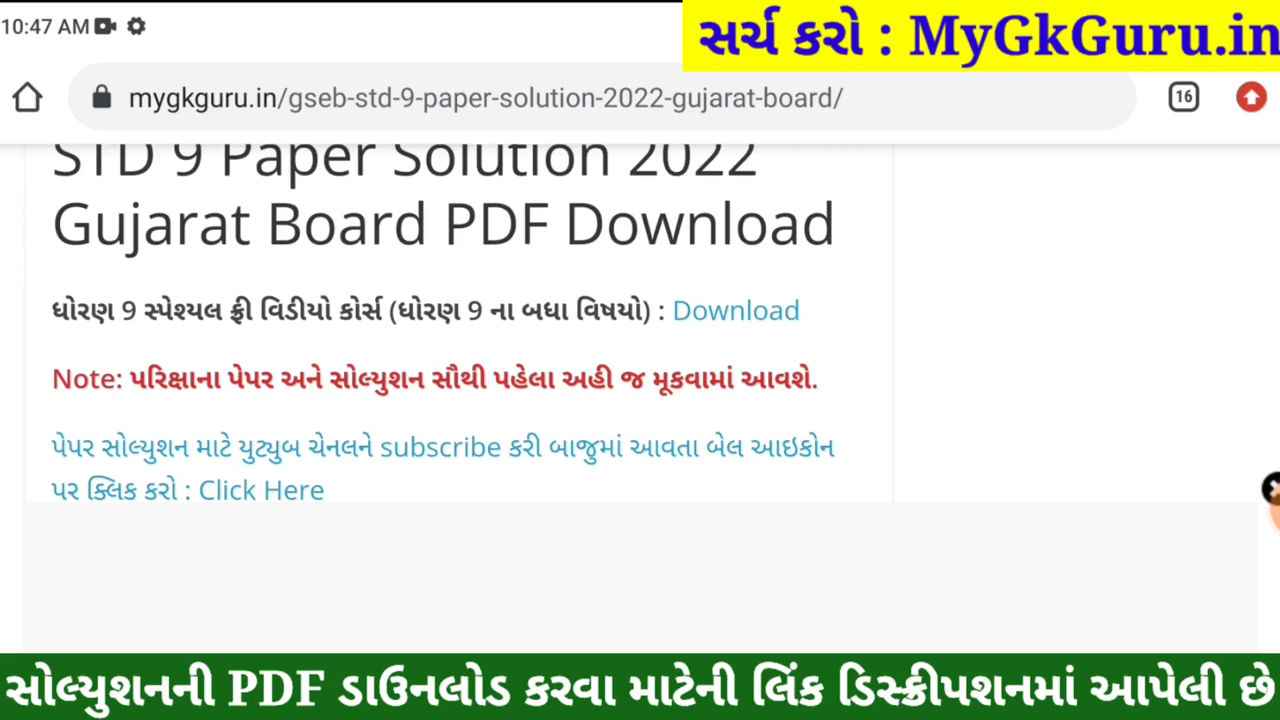 10:47 AM
સર્ચ કરો : MyGkGuru.in
mygkguru.in/gseb-std-9-paper-solution-2022-gujarat-board/
16
STD 9 Paper Solution 2022
Gujarat Board PDF Download
ધોરણ 9 સ્પેશ્યલ ફ્રી વિડીયો કોર્સ (ધોરણ 9 ના બધા વિષયો) : Download
Note: પરિક્ષાના પેપર અને સોલ્યુશન સૌથી પહેલા અહી જ મૂકવામાં આવશે.
પેપર સોલ્યુશન માટે યુટ્યુબ ચેનલને subscribe કરી બાજુમાં આવતા બેલ આઇકોન
પર ક્લિક કરો : Click Here
સોલ્યુશનની PDF ડાઉનલોડ કરવા માટેની લિંક ડિસ્ક્રીપશનમાં આપેલી છે